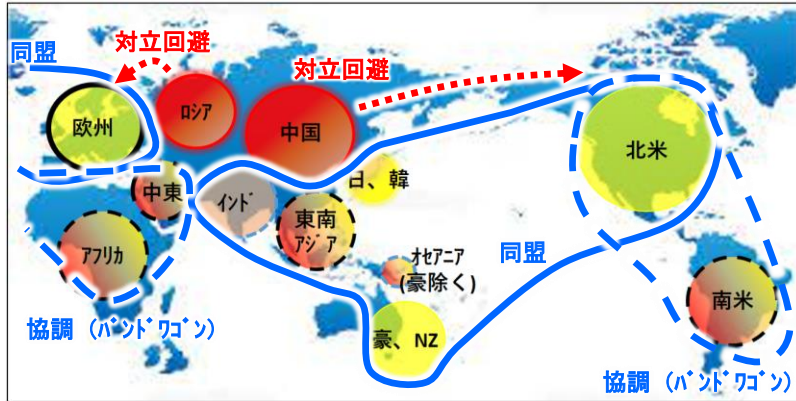 同盟
対立回避
対立回避
欧州
ロシア
中国
北米
中東
インド
日、韓
東南
アジア
アフリカ
オセアニア
(豪除く)
同盟
豪、NZ
南米
協調（バンドワゴン）
協調（バンドワゴン）